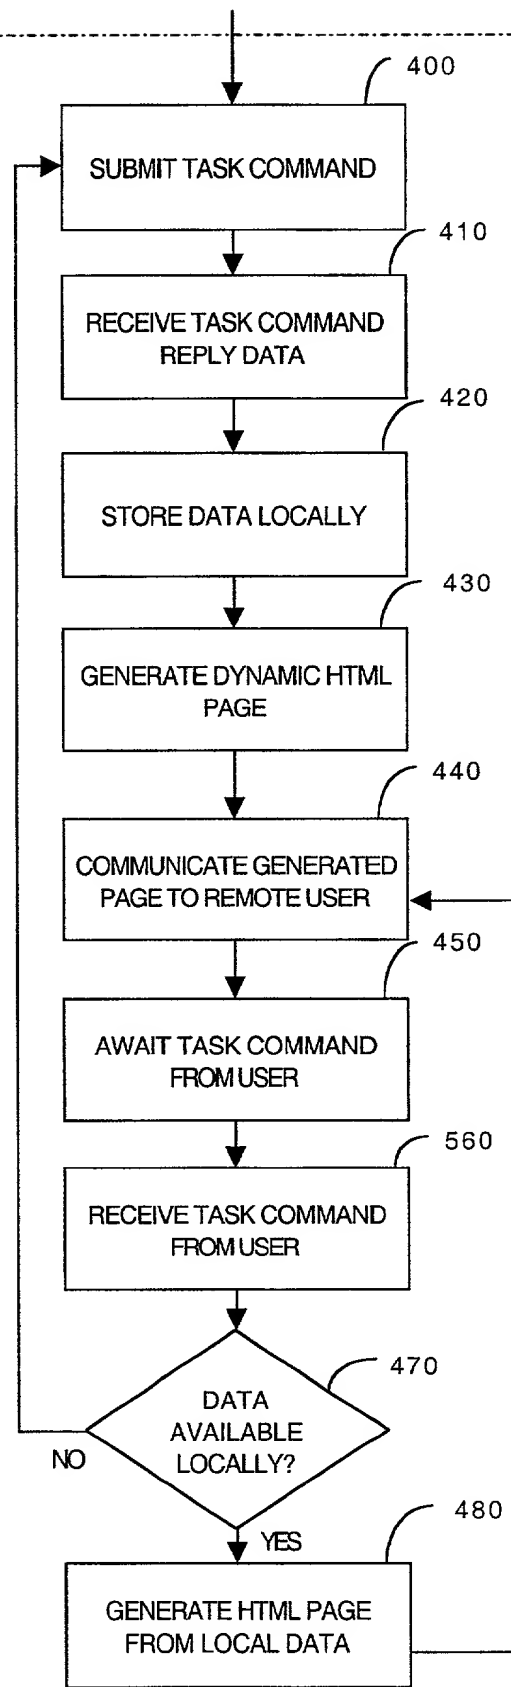 400
SUBMIT TASK COMMAND
410
RECEIVE TASK COMMAND
REPLY DATA
420
STORE DATA LOCALLY
430
GENERATE DYNAMIC HTML
PAGE
440
COMMUNICATE GENERATED
PAGE TO REMOTE USER
450
AWAIT TASK COMMAND
FROM USER
560
RECEIVE TASK COMMAND
FROM USER
470
DATA
AVAILABLE
LOCALLY?
NO
YES
480
GENERATE HTML PAGE
FROM LOCAL DATA